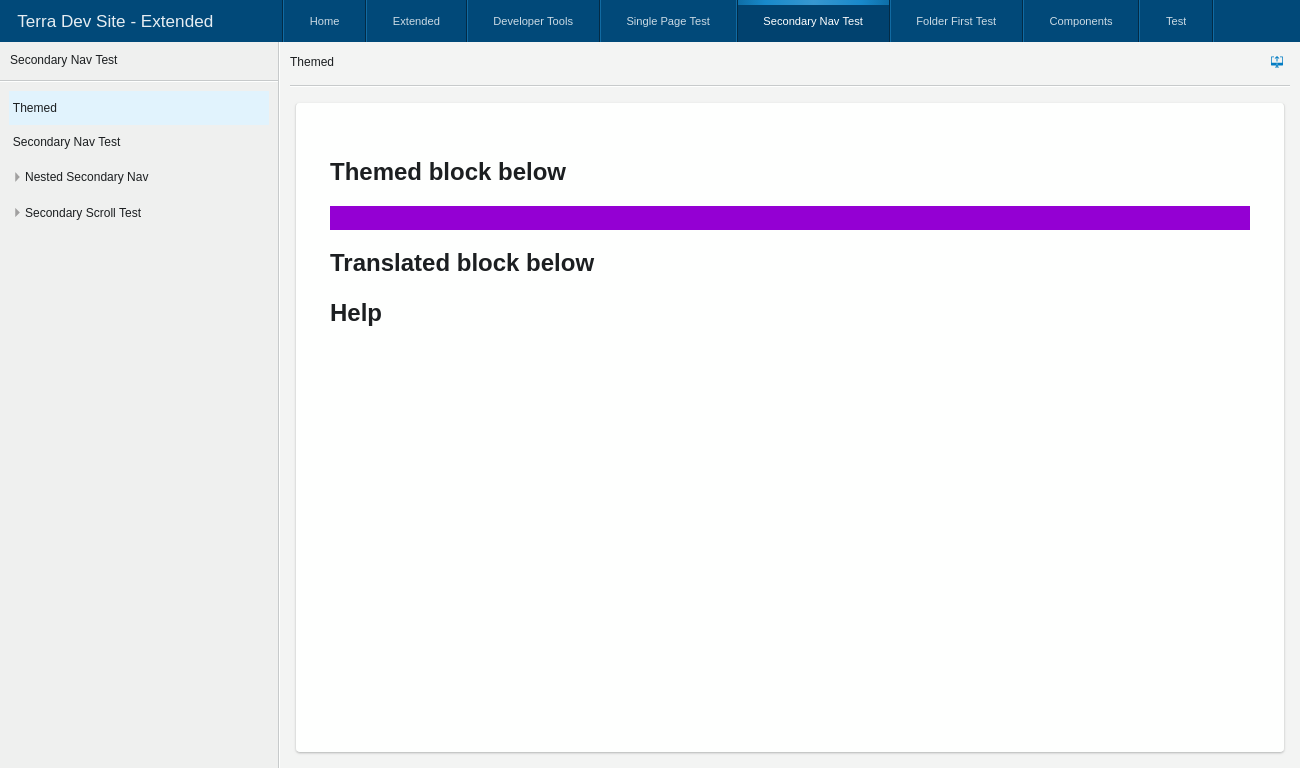 Terra Dev Site - Extended
Home
Extended
Developer Tools
Single Page Test
Secondary Nav Test
Folder First Test
Components
Test
Secondary Nav Test
Themed
Themed
Secondary Nav Test
Nested Secondary Nav
Secondary Scroll Test
Themed block below
Translated block below
Help